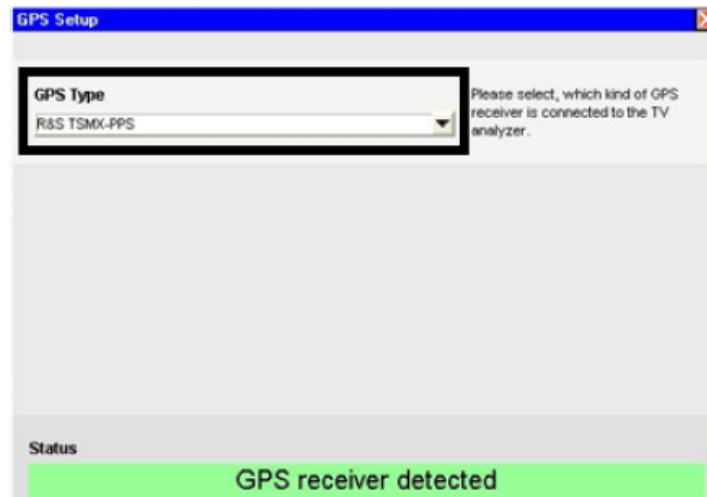 GPS Setup
GPS Type
R&S TSMX-PPS
Please select, which kind of GPS
receiver is connected to the TV
analyzer.
Status
GPS receiver detected